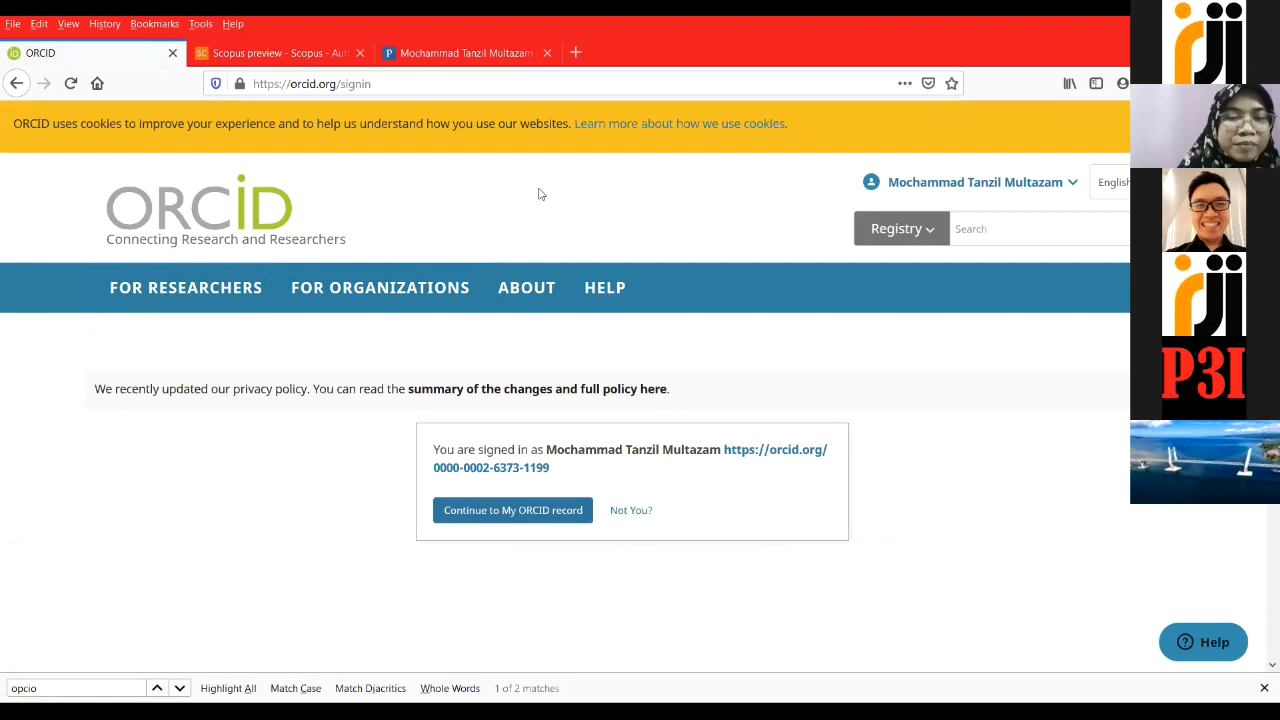 File Edit View History Bookmarks Tools Help
ORCID
Scopus preview - Scopus - Aut
Mochammad Tanzil Multazam
https://orcid.org/signin
ORCID uses cookies to improve your experience and to help us understand how you use our websites. Learn more about how we use cookies.
ORCID
Connecting Research and Researchers
Mochammad Tanzil Multazam
English
Registry
Search
FOR RESEARCHERS FOR ORGANIZATIONS ABOUT HELP
We recently updated our privacy policy. You can read the summary of the changes and full policy here.
You are signed in as Mochammad Tanzil Multazam https://orcid.org/
0000-0002-6373-1199
Continue to My ORCID record Not You?
P3I
Help
opcio
Highlight All Match Case Match Diacritics Whole Words 1 of 2 matches